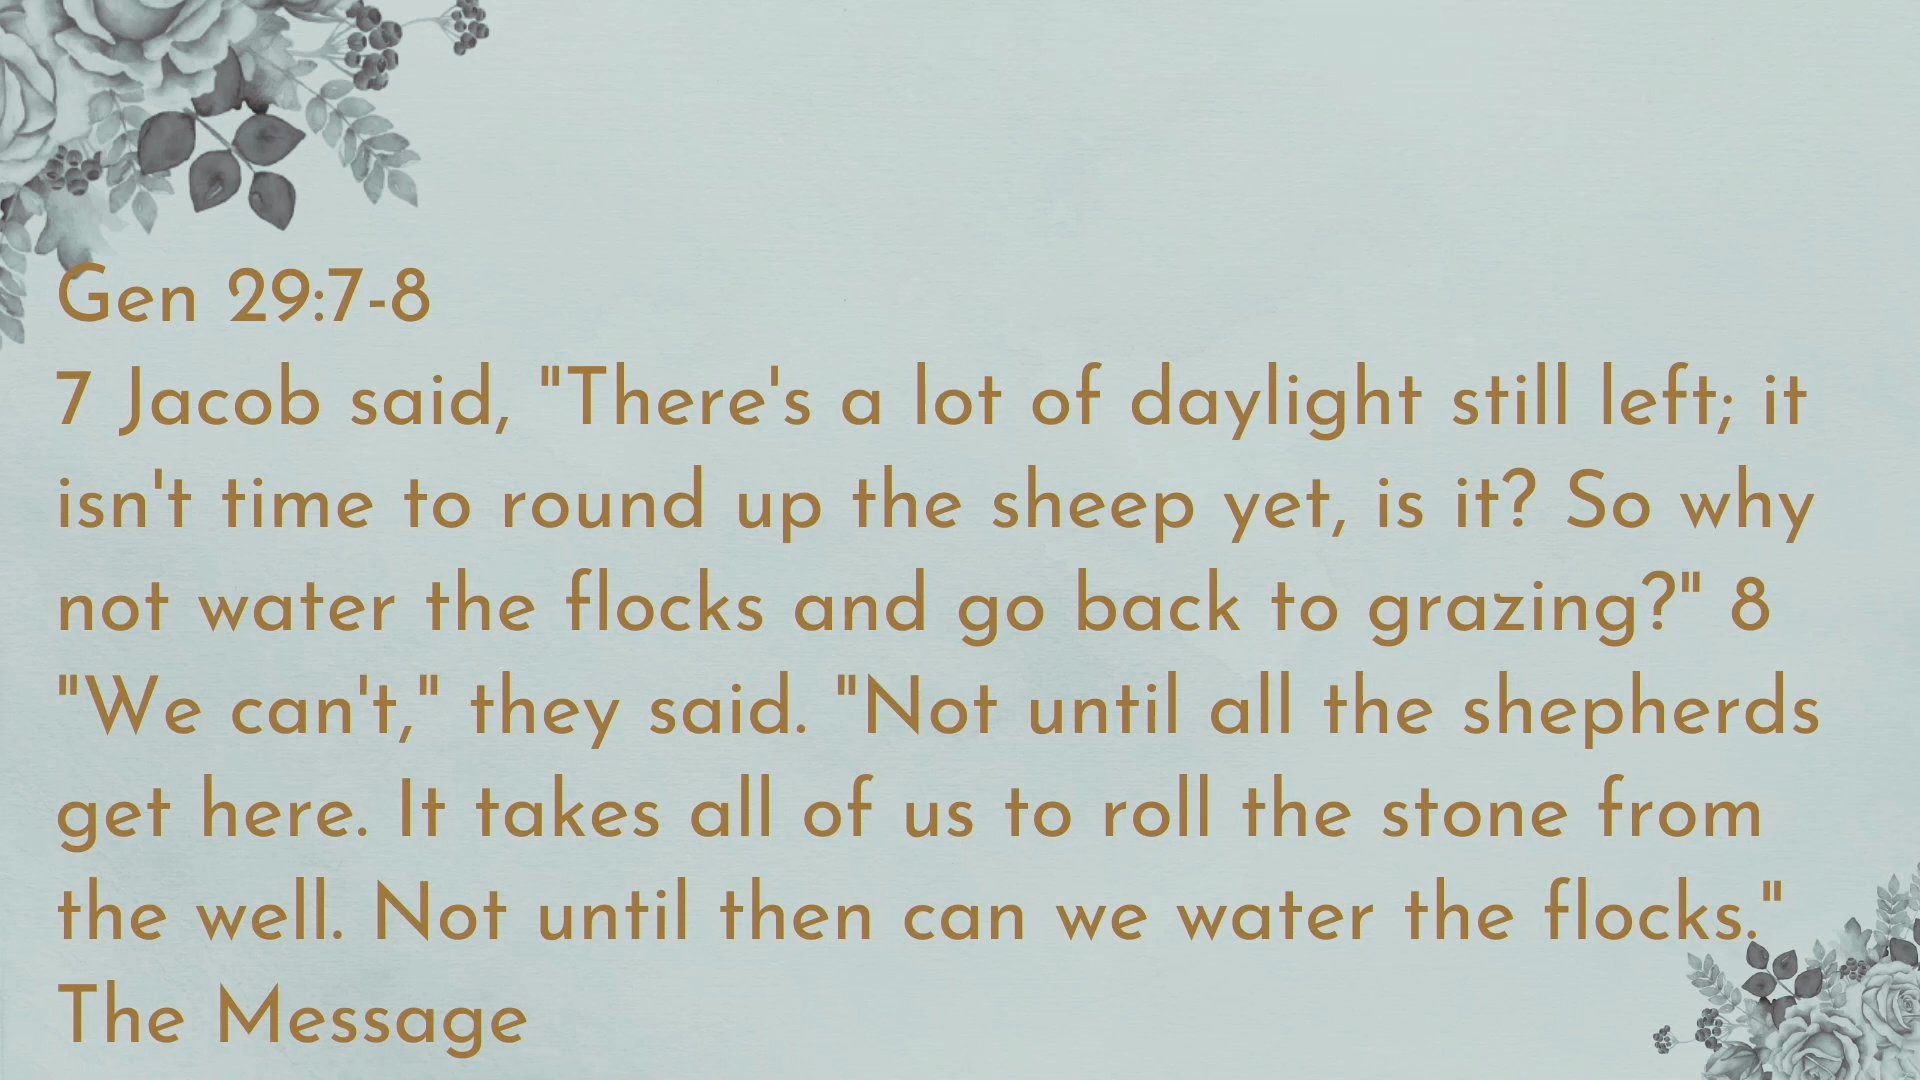 Gen 29:7-8
7 Jacob said, "There's a lot of daylight still left; it
isn't time to round up the sheep yet, is it? So why
not water the flocks and go back to grazing?" 8
"We can't," they said. "Not until all the shepherds
get here. It takes all of us to roll the stone from
the well. Not until then can we water the flocks."
The Message